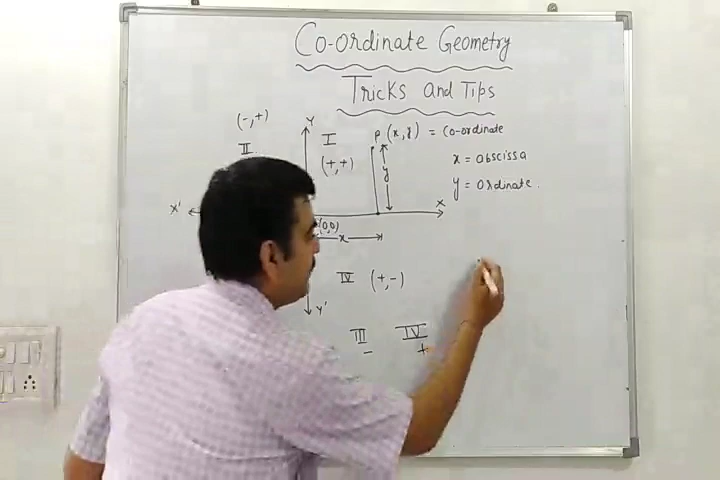 Co-ordinate Geometry
Tricks and Tips
(-,+)
II
Y
I
(+,+)
P (x,y) = co-ordinate
x = abscissa
y = ordinate.
y
X'
X
(0,0)
x
IV (+,-)
Y'
III IV
- +